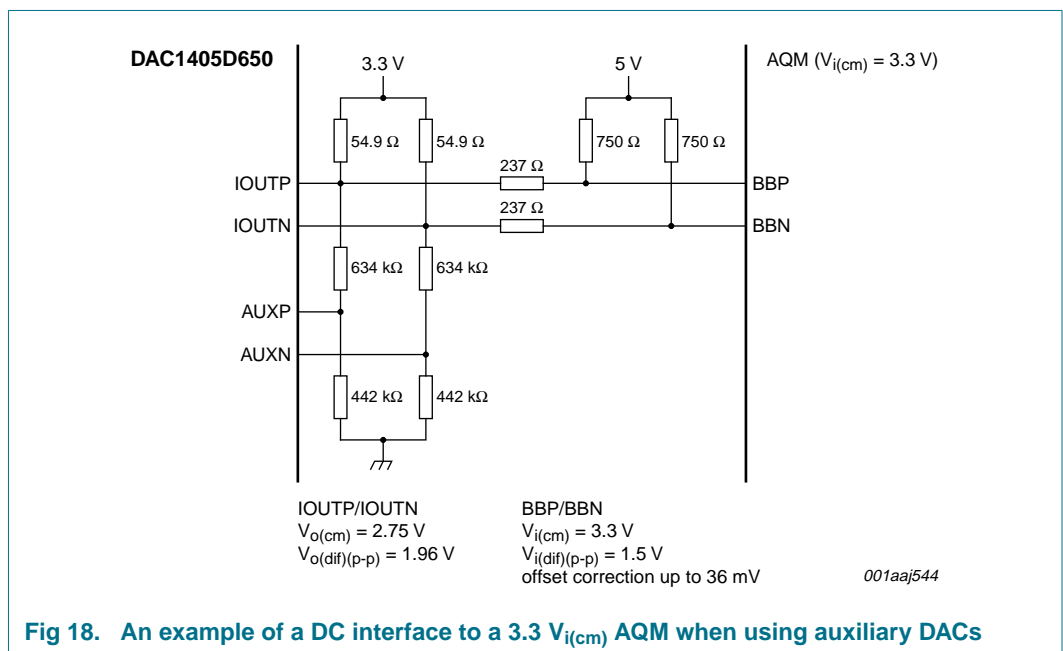 DAC1405D650
3.3 V
5 V
AQM (Vi(cm) = 3.3 V)
54.9 Ω
54.9 Ω
750 Ω
750 Ω
237 Ω
IOUTP
BBP
237 Ω
IOUTN
BBN
634 kΩ
634 kΩ
AUXP
AUXN
442 kΩ
442 kΩ
IOUTP/IOUTN
Vo(cm) = 2.75 V
Vo(dif)(p-p) = 1.96 V
BBP/BBN
Vi(cm) = 3.3 V
Vi(dif)(p-p) = 1.5 V
offset correction up to 36 mV
001aaj544
Fig 18. An example of a DC interface to a 3.3 Vi(cm) AQM when using auxiliary DACs